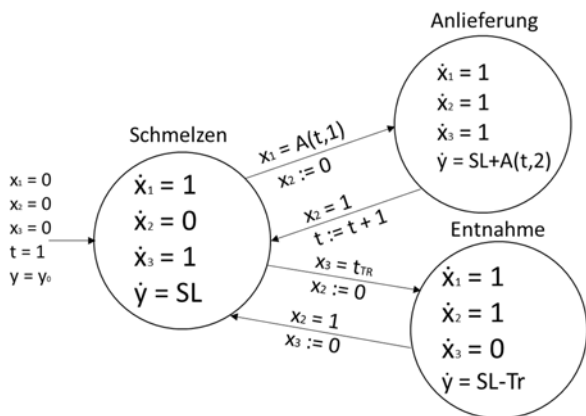 Anlieferung
ẋ₁ = 1
ẋ₂ = 1
ẋ₃ = 1
ẏ = SL+A(t,2)
Schmelzen
ẋ₁ = 1
ẋ₂ = 0
ẋ₃ = 1
ẏ = SL
x₁ = 0
x₂ = 0
x₃ = 0
t = 1
y = y₀
x₁ = A(t,1)
x₂ := 0
x₂ = 1
t := t + 1
x₃ = tTR
x₂ := 0
x₂ = 1
x₃ := 0
Entnahme
ẋ₁ = 1
ẋ₂ = 1
ẋ₃ = 0
ẏ = SL-Tr